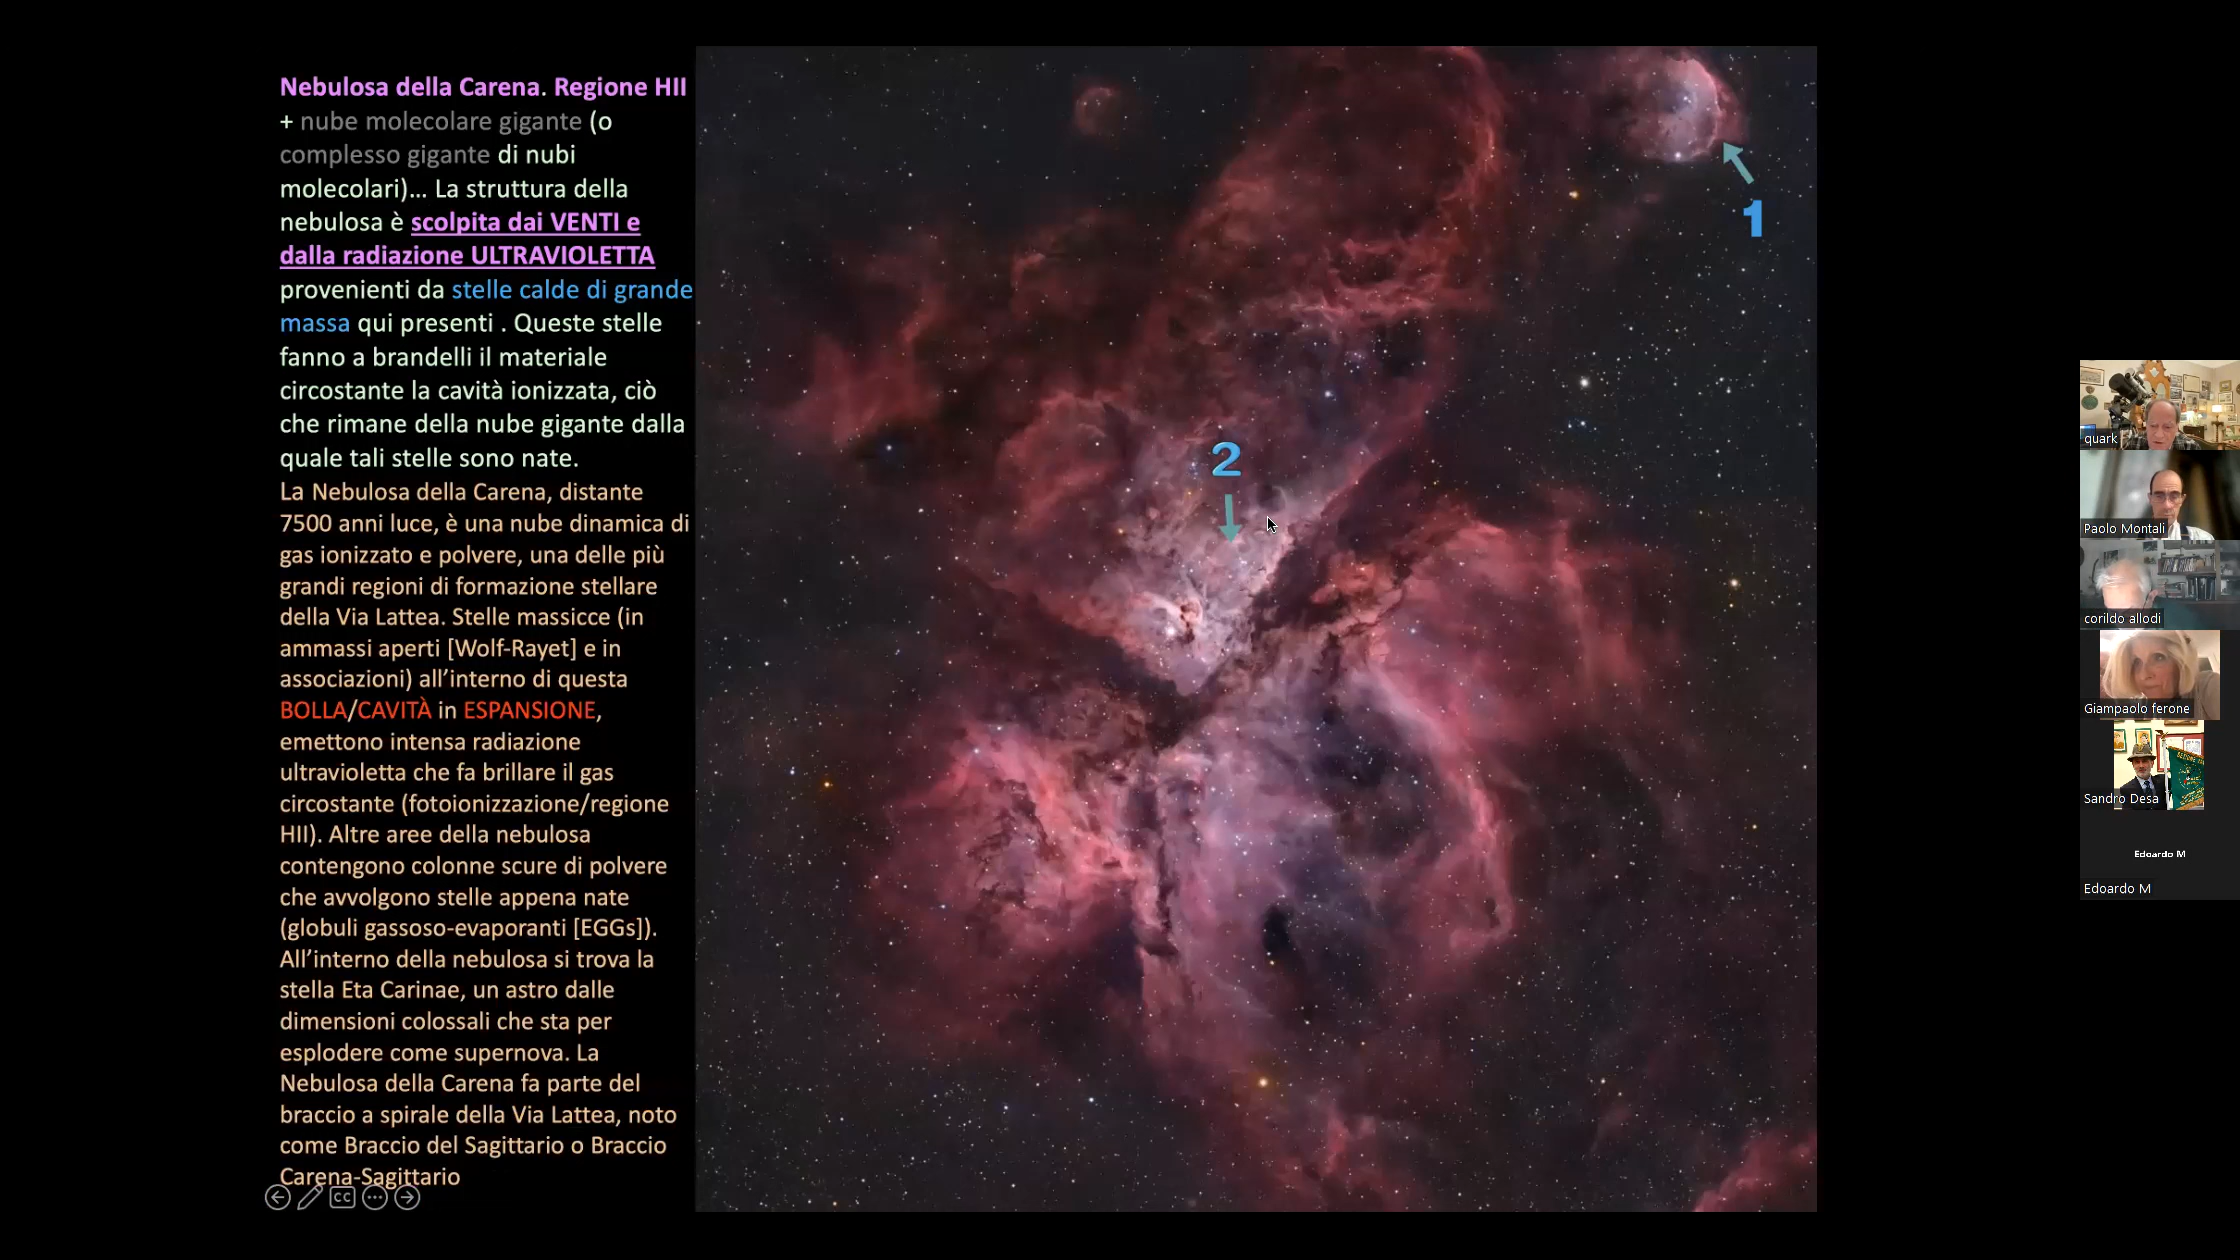 Nebulosa della Carena. Regione HII
+ nube molecolare gigante (o
complesso gigante di nubi
molecolari)... La struttura della
nebulosa è scolpita dai VENTI e
dalla radiazione ULTRAVIOLETTA
provenienti da stelle calde di grande
massa qui presenti . Queste stelle
fanno a brandelli il materiale
circostante la cavità ionizzata, ciò
che rimane della nube gigante dalla
quale tali stelle sono nate.
La Nebulosa della Carena, distante
7500 anni luce, è una nube dinamica di
gas ionizzato e polvere, una delle più
grandi regioni di formazione stellare
della Via Lattea. Stelle massicce (in
ammassi aperti [Wolf-Rayet] e in
associazioni) all’interno di questa
BOLLA/CAVITÀ in ESPANSIONE,
emettono intensa radiazione
ultravioletta che fa brillare il gas
circostante (fotoionizzazione/regione
HII). Altre aree della nebulosa
contengono colonne scure di polvere
che avvolgono stelle appena nate
(globuli gassoso-evaporanti [EGGs]).
All’interno della nebulosa si trova la
stella Eta Carinae, un astro dalle
dimensioni colossali che sta per
esplodere come supernova. La
Nebulosa della Carena fa parte del
braccio a spirale della Via Lattea, noto
come Braccio del Sagittario o Braccio
Carena-Sagittario
CC
1
2
quark
Paolo Montali
corildo allodi
Giampaolo ferone
Sandro Desa
Edoardo M
Edoardo M